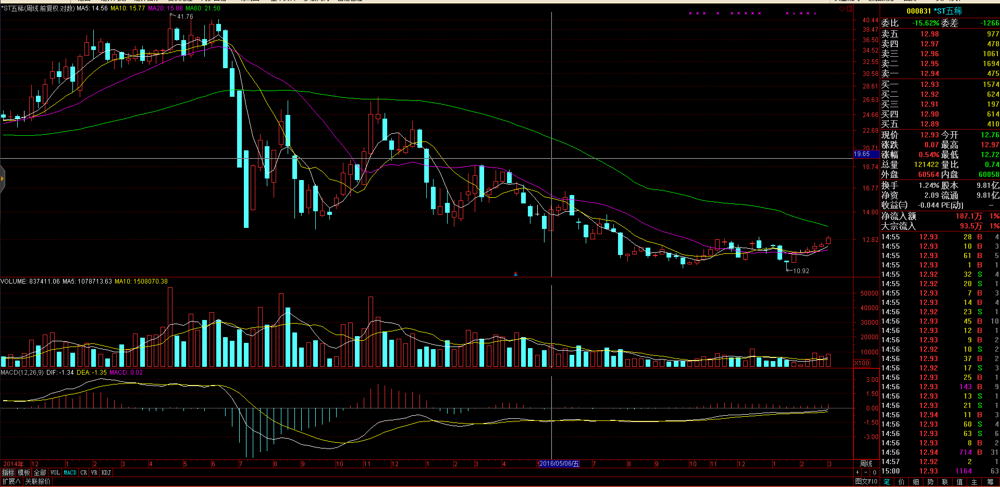 *ST五稀(周线.前复权.对数) MA5: 14.56 MA10: 15.77 MA20: 15.88 MA60: 21.50
41.76
10.92
40.44
38.47
36.50
34.52
32.55
30.58
28.61
26.63
24.66
22.69
20.71
19.65
18.74
16.77
14.80
12.82
VOLUME: 837411.06 MA5: 1078713.63 MA10: 1508070.38
50000
40000
30000
20000
10000
X100
MACD(12,26,9) DIF: -1.34 DEA: -1.35 MACD: 0.02
3.00
1.50
0.00
-1.50
-3.00
2014年 12 1 2 3 4 5 6 7 8 9 10 11 12 1 2 3 4 2016/05/06/五 7 8 9 10 11 12 1 2 3 周线
指标 模板 全部 VOL MACD CR VR KDJ + - 0
扩展∧ 关联报价 图文F10
000831 *ST五稀
委比 -15.62% 委差 -1266
卖五 12.98 977
卖四 12.97 478
卖三 12.96 1061
卖二 12.95 1694
卖一 12.94 475
买一 12.93 1574
买二 12.92 624
买三 12.91 197
买四 12.90 614
买五 12.89 410
现价 12.93 今开 12.76
涨跌 0.07 最高 12.97
涨幅 0.54% 最低 12.72
总量 121422 量比 0.74
外盘 60564 内盘 60858
换手 1.24% 股本 9.81亿
净资 2.09 流通 9.81亿
收益㈢ -0.044 PE(动) －
净流入额 187.1万 1%
大宗流入 93.5万 1%
14:55 12.93 28 B 4
14:55 12.93 10 B 3
14:55 12.93 61 B 5
14:55 12.93 1 B 1
14:55 12.92 32 S 4
14:55 12.92 20 S 1
14:55 12.93 7 B 3
14:55 12.93 14 B 4
14:56 12.92 23 S 1
14:56 12.93 45 B 10
14:56 12.93 12 B 1
14:56 12.93 9 B 2
14:56 12.92 10 S 2
14:56 12.93 37 B 2
14:56 12.92 17 S 3
14:56 12.93 25 B 1
14:56 12.93 143 B 9
14:56 12.93 13 S 1
14:56 12.93 21 S 1
14:56 12.94 11 B 3
14:56 12.93 60 S 4
14:56 12.93 63 S 6
14:56 12.93 8 B 2
14:56 12.94 714 B 31
14:57 12.92 2 1
15:00 12.93 1164 63
笔 价 细 势 联 值 主 筹